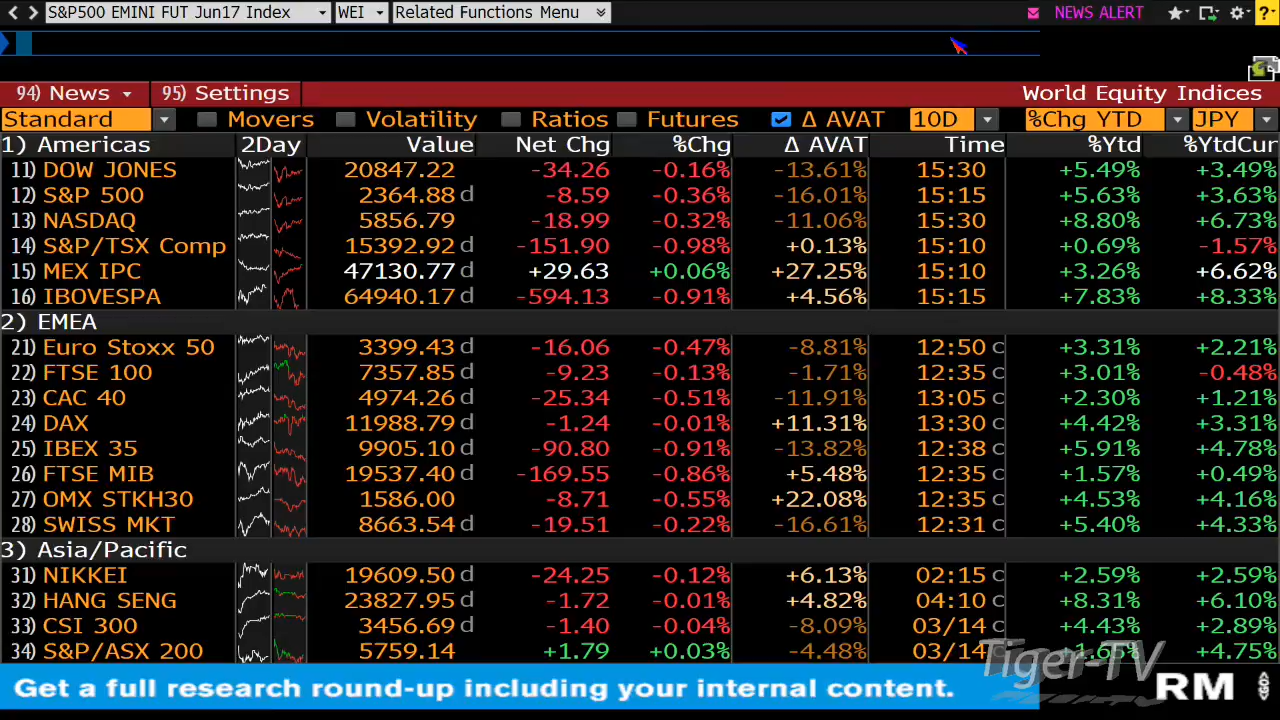 S&P500 EMINI FUT Jun17 Index WEI Related Functions Menu NEWS ALERT ?
94) News 95) Settings World Equity Indices
Standard Movers Volatility Ratios Futures Δ AVAT 10D %Chg YTD JPY
1) Americas 2Day Value Net Chg %Chg Δ AVAT Time %Ytd %YtdCur
11) DOW JONES 20847.22 -34.26 -0.16% -13.61% 15:30 +5.49% +3.49%
12) S&P 500 2364.88 d -8.59 -0.36% -16.01% 15:15 +5.63% +3.63%
13) NASDAQ 5856.79 -18.99 -0.32% -11.06% 15:30 +8.80% +6.73%
14) S&P/TSX Comp 15392.92 d -151.90 -0.98% +0.13% 15:10 +0.69% -1.57%
15) MEX IPC 47130.77 d +29.63 +0.06% +27.25% 15:10 +3.26% +6.62%
16) IBOVESPA 64940.17 d -594.13 -0.91% +4.56% 15:15 +7.83% +8.33%
2) EMEA
21) Euro Stoxx 50 3399.43 d -16.06 -0.47% -8.81% 12:50 c +3.31% +2.21%
22) FTSE 100 7357.85 d -9.23 -0.13% -1.71% 12:35 c +3.01% -0.48%
23) CAC 40 4974.26 d -25.34 -0.51% -11.91% 13:05 c +2.30% +1.21%
24) DAX 11988.79 d -1.24 -0.01% +11.31% 13:30 c +4.42% +3.31%
25) IBEX 35 9905.10 d -90.80 -0.91% -13.82% 12:38 c +5.91% +4.78%
26) FTSE MIB 19537.40 d -169.55 -0.86% +5.48% 12:35 c +1.57% +0.49%
27) OMX STKH30 1586.00 -8.71 -0.55% +22.08% 12:35 c +4.53% +4.16%
28) SWISS MKT 8663.54 d -19.51 -0.22% -16.61% 12:31 c +5.40% +4.33%
3) Asia/Pacific
31) NIKKEI 19609.50 d -24.25 -0.12% +6.13% 02:15 c +2.59% +2.59%
32) HANG SENG 23827.95 d -1.72 -0.01% +4.82% 04:10 c +8.31% +6.10%
33) CSI 300 3456.69 d -1.40 -0.04% -8.09% 03/14 c +4.43% +2.89%
34) S&P/ASX 200 5759.14 +1.79 +0.03% -4.48% 03/14 c +1.65% +4.75%
Tiger-TV
Get a full research round-up including your internal content. RM <GO>